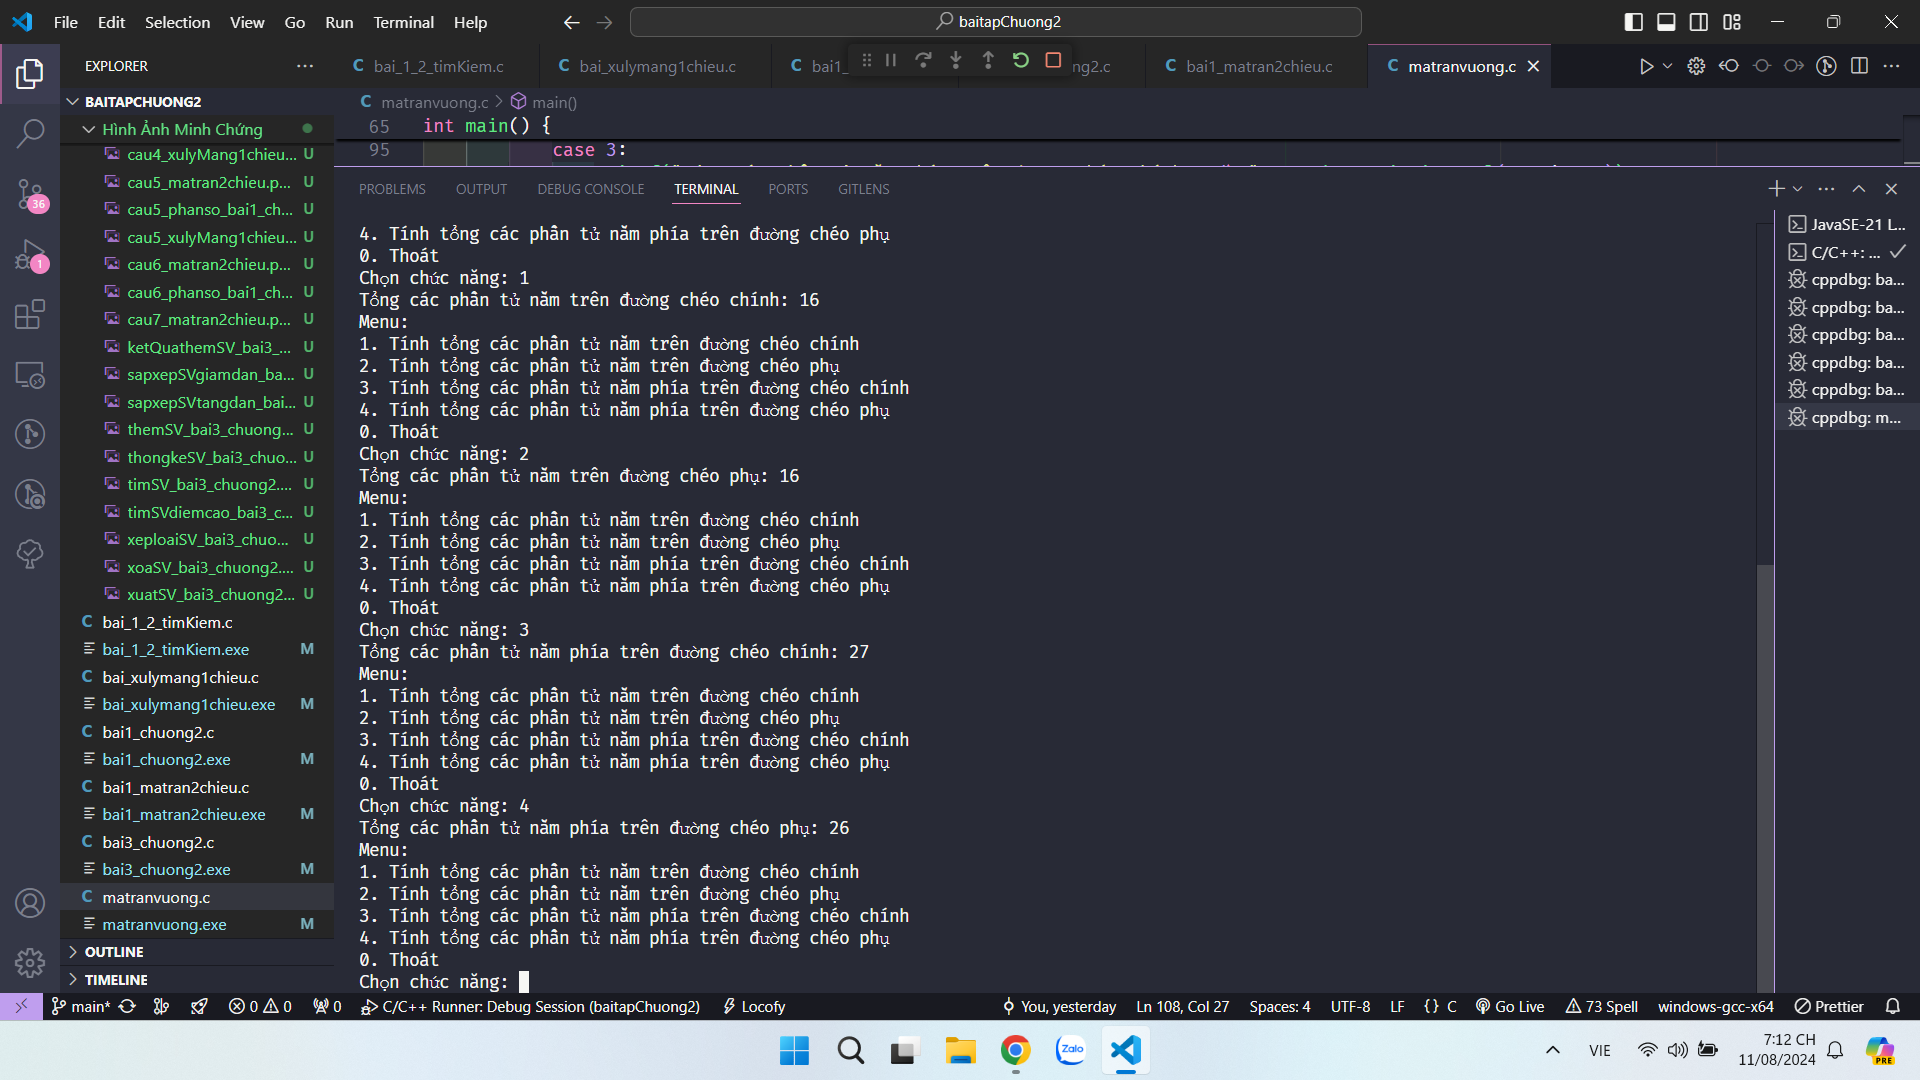 File Edit Selection View Go Run Terminal Help
baitapChuong2
EXPLORER
bai_1_2_timKiem.c
bai_xulymang1chieu.c
bai1_
ng2.c
bai1_matran2chieu.c
matranvuong.c
BAITAPCHUONG2
matranvuong.c > main()
Hình Ảnh Minh Chứng
65 int main() {
95 case 3:
cau4_xulyMang1chieu... U
cau5_matran2chieu.p... U
cau5_phanso_bai1_ch... U
cau5_xulyMang1chieu... U
cau6_matran2chieu.p... U
cau6_phanso_bai1_ch... U
cau7_matran2chieu.p... U
ketQuathemSV_bai3_... U
sapxepSVgiamdan_ba... U
sapxepSVtangdan_bai... U
themSV_bai3_chuong... U
thongkeSV_bai3_chuo... U
timSV_bai3_chuong2.... U
timSVdiemcao_bai3_c... U
xeploaiSV_bai3_chuo... U
xoaSV_bai3_chuong2.... U
xuatSV_bai3_chuong2... U
bai_1_2_timKiem.c
bai_1_2_timKiem.exe M
bai_xulymang1chieu.c
bai_xulymang1chieu.exe M
bai1_chuong2.c
bai1_chuong2.exe M
bai1_matran2chieu.c
bai1_matran2chieu.exe M
bai3_chuong2.c
bai3_chuong2.exe M
matranvuong.c
matranvuong.exe M
OUTLINE
TIMELINE
36
1
PROBLEMS OUTPUT DEBUG CONSOLE TERMINAL PORTS GITLENS
4. Tính tổng các phần tử nằm phía trên đường chéo phụ
0. Thoát
Chọn chức năng: 1
Tổng các phần tử nằm trên đường chéo chính: 16
Menu:
1. Tính tổng các phần tử nằm trên đường chéo chính
2. Tính tổng các phần tử nằm trên đường chéo phụ
3. Tính tổng các phần tử nằm phía trên đường chéo chính
4. Tính tổng các phần tử nằm phía trên đường chéo phụ
0. Thoát
Chọn chức năng: 2
Tổng các phần tử nằm trên đường chéo phụ: 16
Menu:
1. Tính tổng các phần tử nằm trên đường chéo chính
2. Tính tổng các phần tử nằm trên đường chéo phụ
3. Tính tổng các phần tử nằm phía trên đường chéo chính
4. Tính tổng các phần tử nằm phía trên đường chéo phụ
0. Thoát
Chọn chức năng: 3
Tổng các phần tử nằm phía trên đường chéo chính: 27
Menu:
1. Tính tổng các phần tử nằm trên đường chéo chính
2. Tính tổng các phần tử nằm trên đường chéo phụ
3. Tính tổng các phần tử nằm phía trên đường chéo chính
4. Tính tổng các phần tử nằm phía trên đường chéo phụ
0. Thoát
Chọn chức năng: 4
Tổng các phần tử nằm phía trên đường chéo phụ: 26
Menu:
1. Tính tổng các phần tử nằm trên đường chéo chính
2. Tính tổng các phần tử nằm trên đường chéo phụ
3. Tính tổng các phần tử nằm phía trên đường chéo chính
4. Tính tổng các phần tử nằm phía trên đường chéo phụ
0. Thoát
Chọn chức năng:
JavaSE-21 L...
C/C++: ...
cppdbg: ba...
cppdbg: ba...
cppdbg: ba...
cppdbg: ba...
cppdbg: ba...
cppdbg: m...
main* 0 0 0 C/C++ Runner: Debug Session (baitapChuong2) Locofy You, yesterday Ln 108, Col 27 Spaces: 4 UTF-8 LF {} C Go Live 73 Spell windows-gcc-x64 Prettier
Zalo
VIE
7:12 CH
11/08/2024
PRE